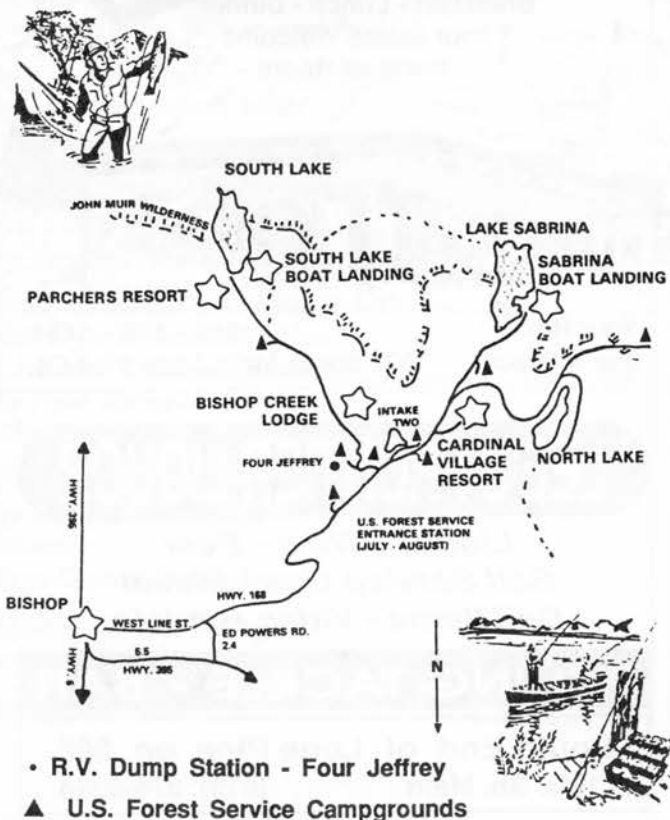 SOUTH LAKE
JOHN MUIR WILDERNESS
LAKE SABRINA
SOUTH LAKE
BOAT LANDING
SABRINA
BOAT LANDING
PARCHERS RESORT
BISHOP CREEK
LODGE
INTAKE
TWO
FOUR JEFFREY
CARDINAL
VILLAGE
RESORT
NORTH LAKE
U.S. FOREST SERVICE
ENTRANCE STATION
(JULY - AUGUST)
HWY. 395
HWY. 168
BISHOP
WEST LINE ST.
ED POWERS RD.
2.4
5.5
HWY. 395
HWY. 6
N
• R.V. Dump Station - Four Jeffrey
▲ U.S. Forest Service Campgrounds